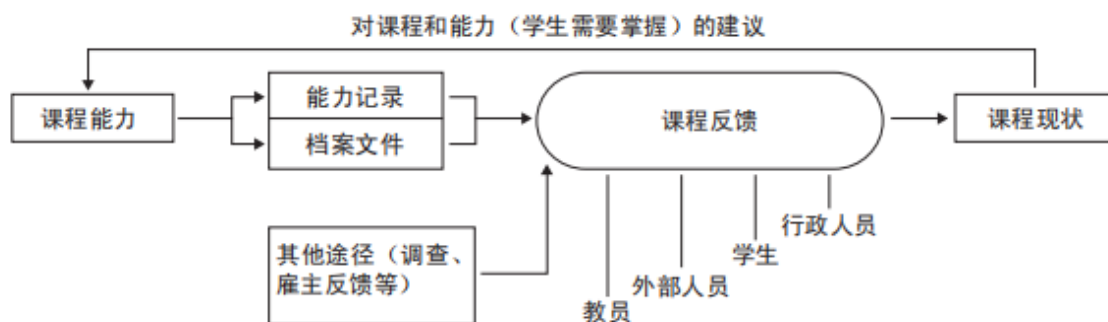 对课程和能力（学生需要掌握）的建议
课程能力
能力记录
档案文件
课程反馈
课程现状
其他途径（调查、
雇主反馈等）
教员
外部人员
学生
行政人员